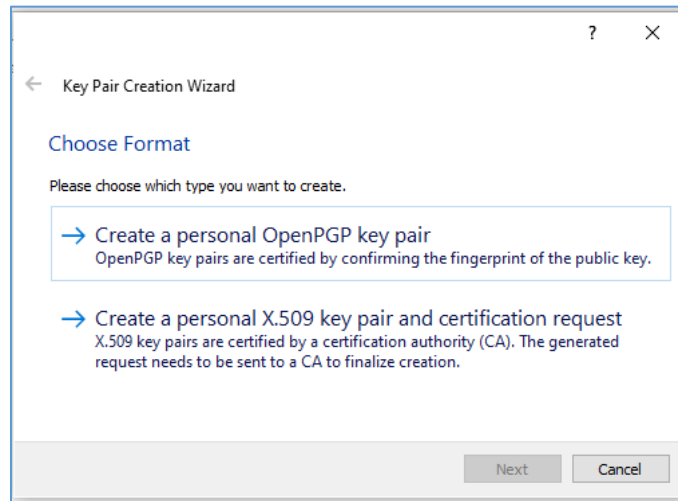 ?
Key Pair Creation Wizard
Choose Format
Please choose which type you want to create.
Create a personal OpenPGP key pair
OpenPGP key pairs are certified by confirming the fingerprint of the public key.
Create a personal X.509 key pair and certification request
X.509 key pairs are certified by a certification authority (CA). The generated
request needs to be sent to a CA to finalize creation.
Next Cancel